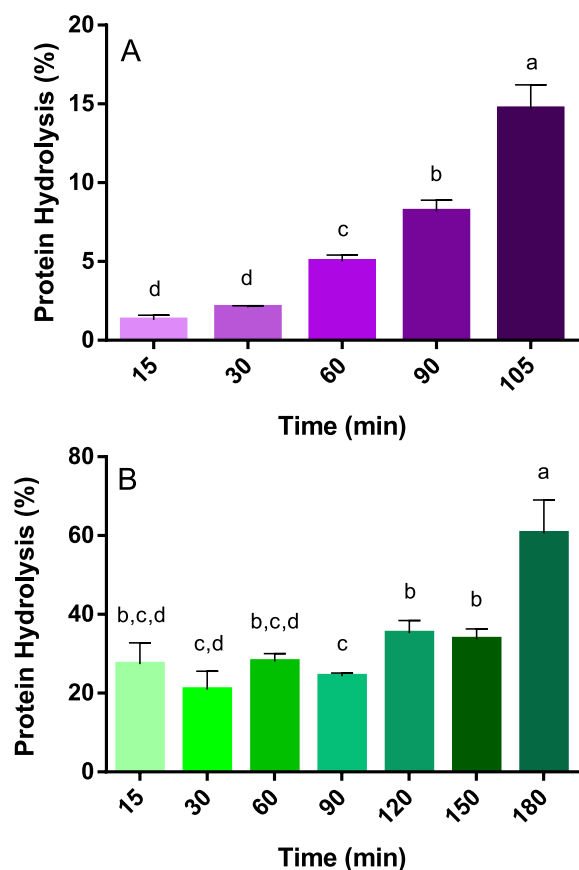 A
Protein Hydrolysis (%)
20
15
10
5
0
d
d
c
b
a
15
30
60
90
105
Time (min)
B
Protein Hydrolysis (%)
80
60
40
20
0
b,c,d
c,d
b,c,d
c
b
b
a
15
30
60
90
120
150
180
Time (min)